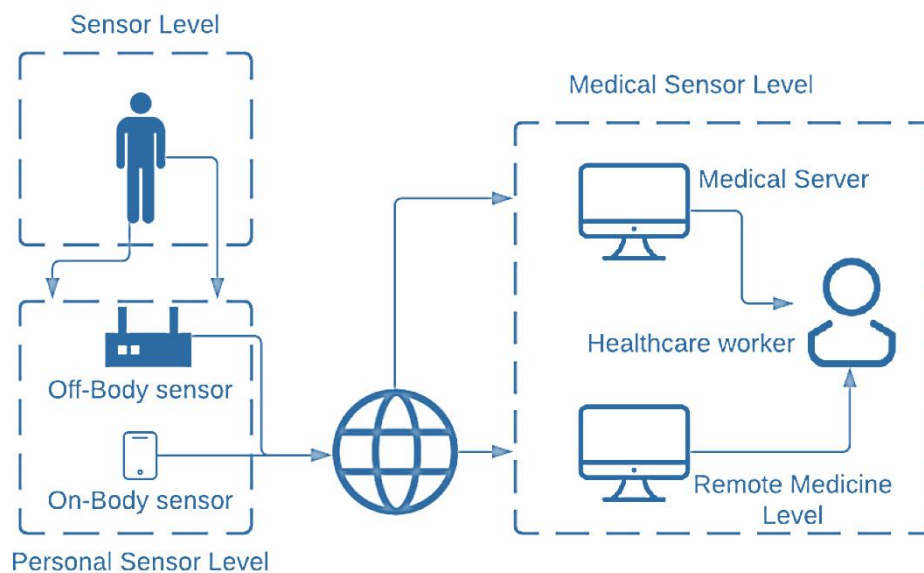 Sensor Level
Medical Sensor Level
Medical Server
Healthcare worker
Off-Body sensor
On-Body sensor
Remote Medicine
Level
Personal Sensor Level